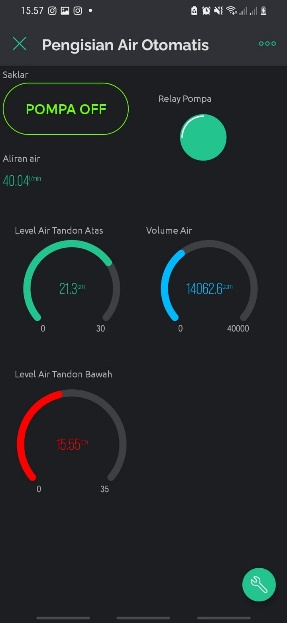 15.57
Pengisian Air Otomatis
Saklar
POMPA OFF
Relay Pompa
Aliran air
40.04 l/min
Level Air Tandon Atas
Volume Air
21.3 cm
14062.6
0 30
0 40000
Level Air Tandon Bawah
15.55
0 35